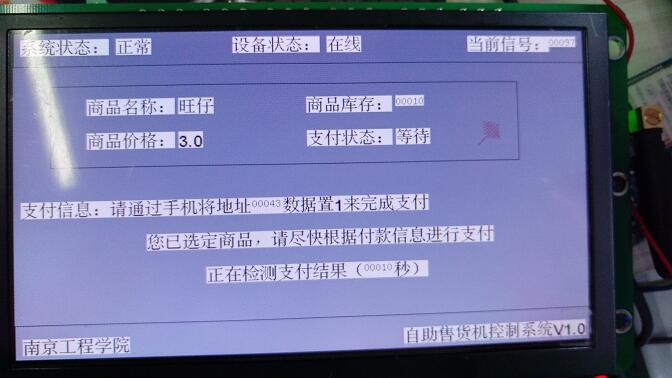 系统状态：正常 设备状态：在线 当前信号：00097
商品名称：旺仔 商品库存：00010
商品价格：3.0 支付状态：等待
支付信息：请通过手机将地址00043数据置1来完成支付
您已选定商品，请尽快根据付款信息进行支付
正在检测支付结果（00010秒）
南京工程学院 自助售货机控制系统V1.0